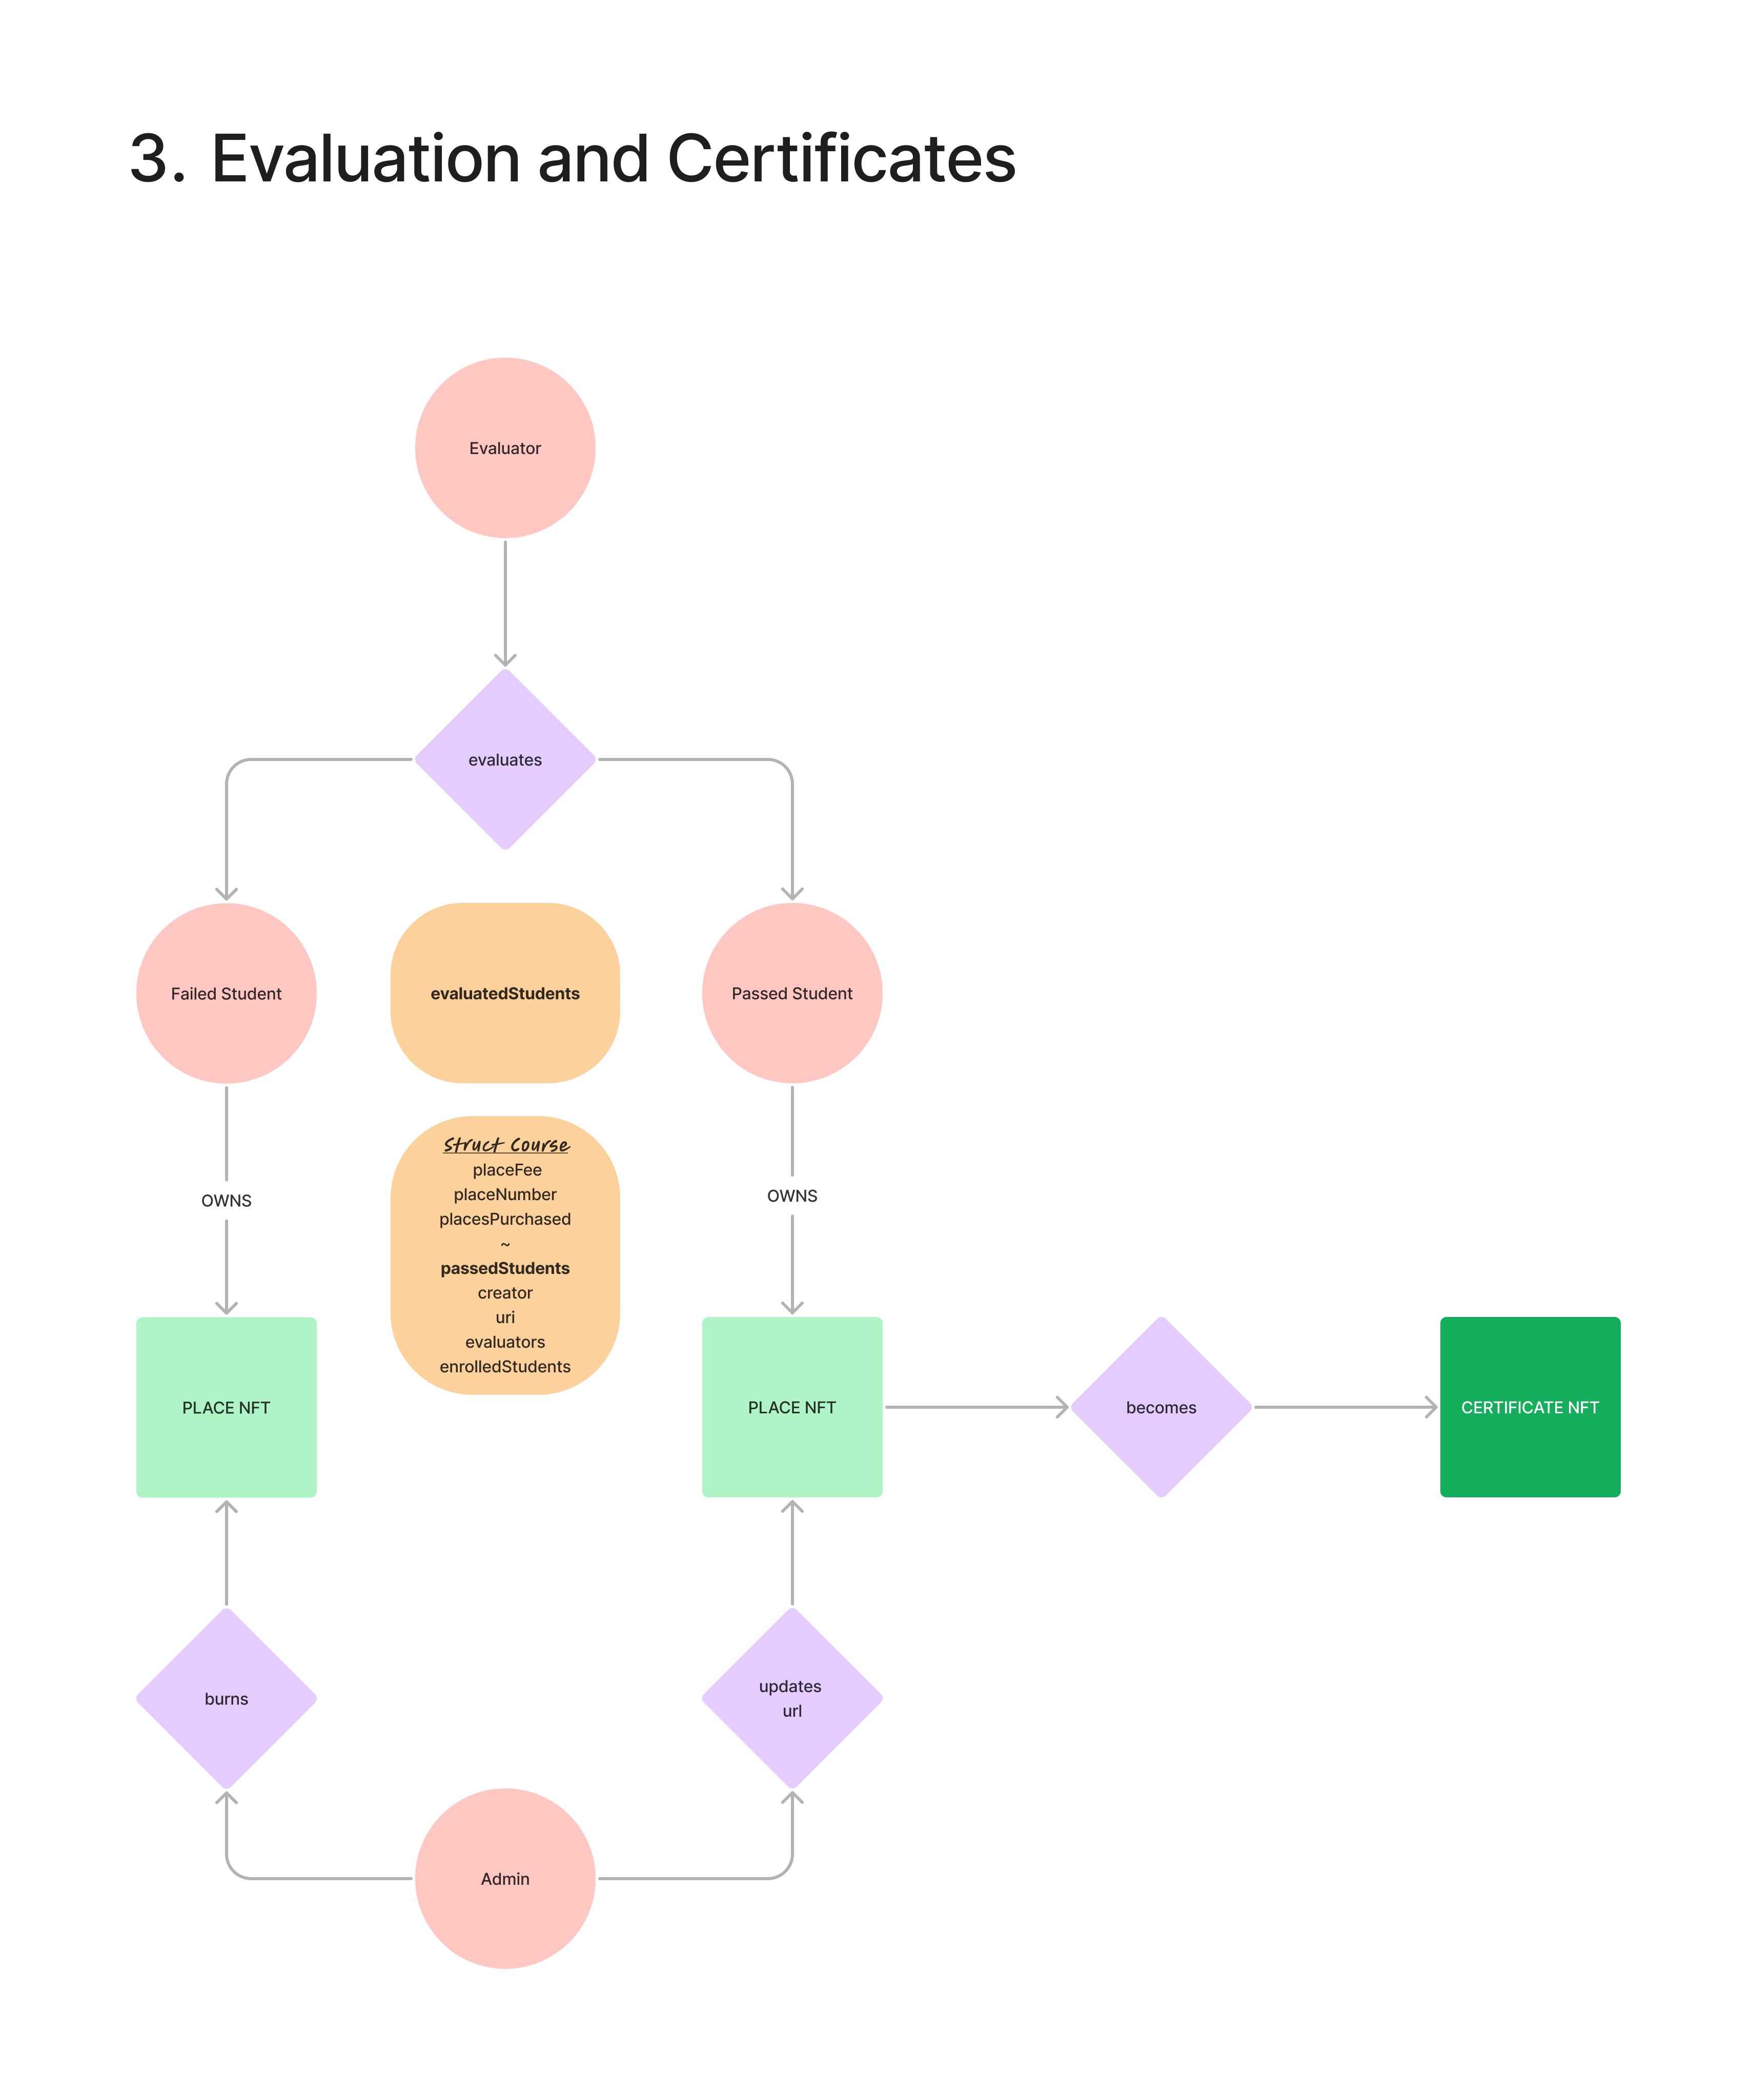 3. Evaluation and Certificates
Evaluator
evaluates
Failed Student
evaluatedStudents
Passed Student
Struct Course
placeFee
placeNumber
placesPurchased
~
passedStudents
creator
uri
evaluators
enrolledStudents
OWNS
OWNS
PLACE NFT
PLACE NFT
becomes
CERTIFICATE NFT
burns
updates
url
Admin